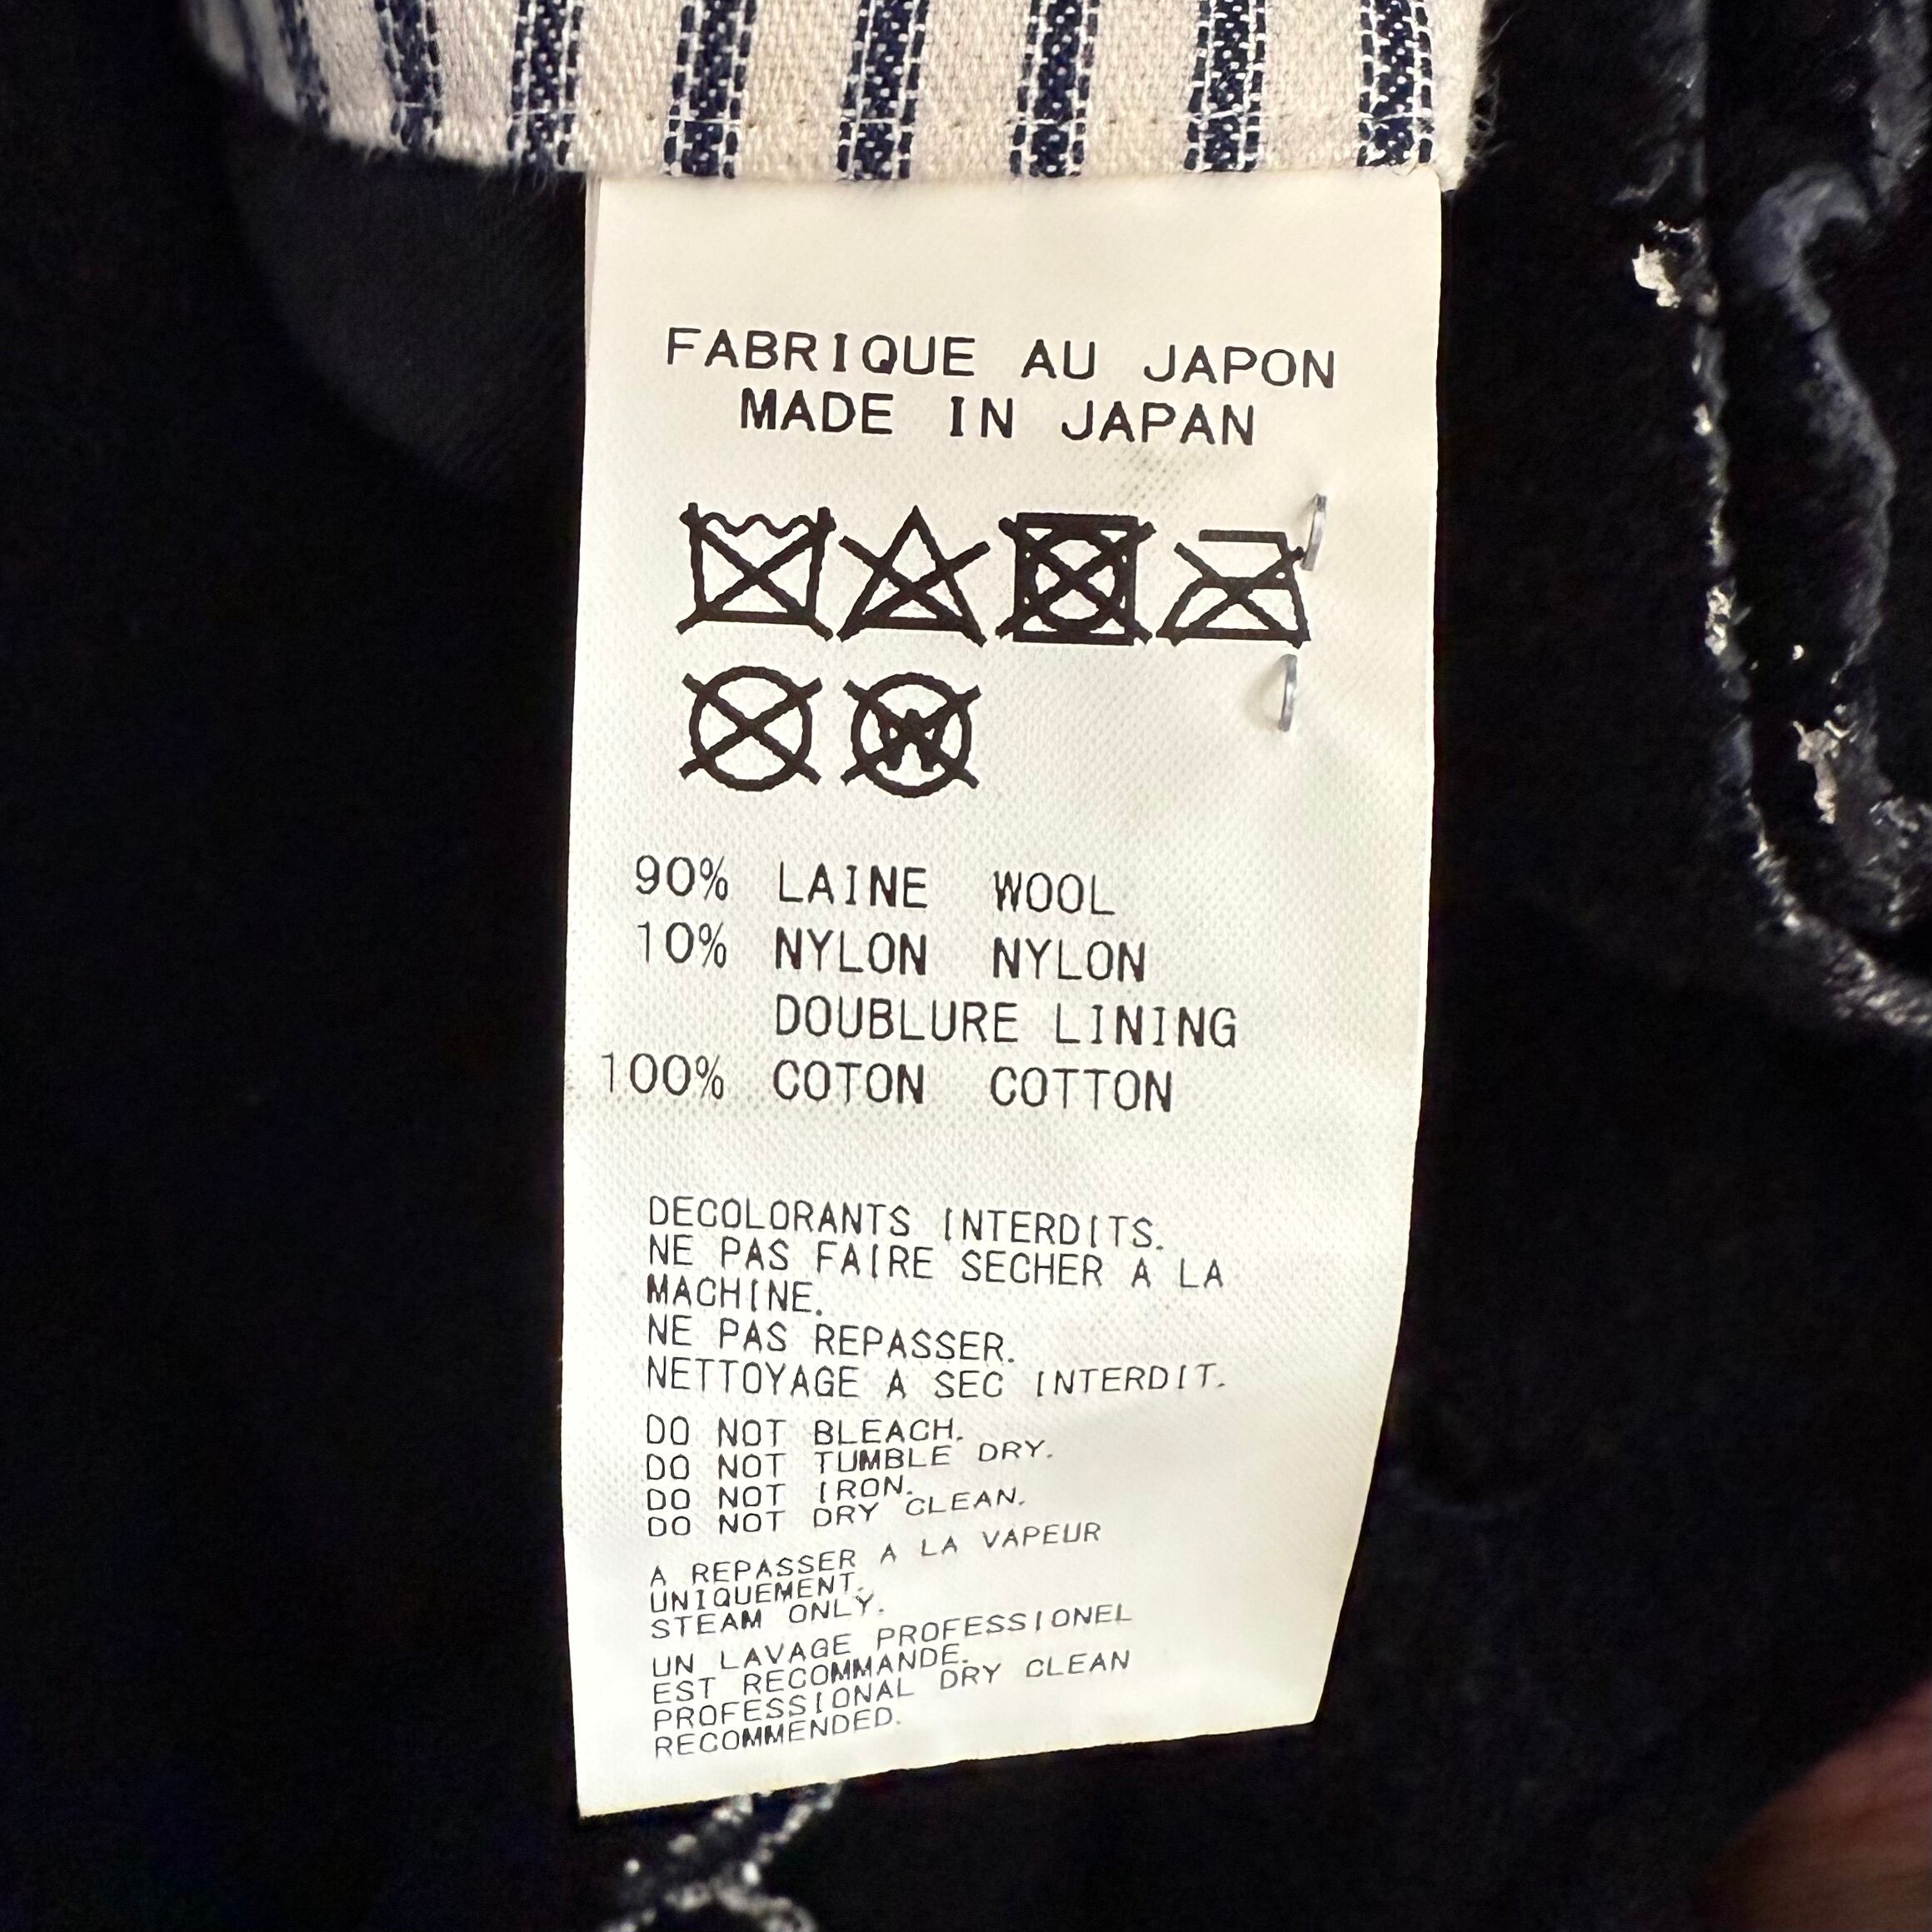 FABRIQUE AU JAPON
MADE IN JAPAN
W
90% LAINE WOOL
10% NYLON NYLON
DOUBLURE LINING
100% COTON COTTON
DECOLORANTS INTERDITS.
NE PAS FAIRE SECHER A LA
MACHINE.
NE PAS REPASSER.
NETTOYAGE A SEC INTERDIT.
DO NOT BLEACH.
DO NOT TUMBLE DRY.
DO NOT IRON.
DO NOT DRY CLEAN.
A REPASSER A LA VAPEUR
UNIQUEMENT.
STEAM ONLY.
UN LAVAGE PROFESSIONEL
EST RECOMMANDE.
PROFESSIONAL DRY CLEAN
RECOMMENDED.